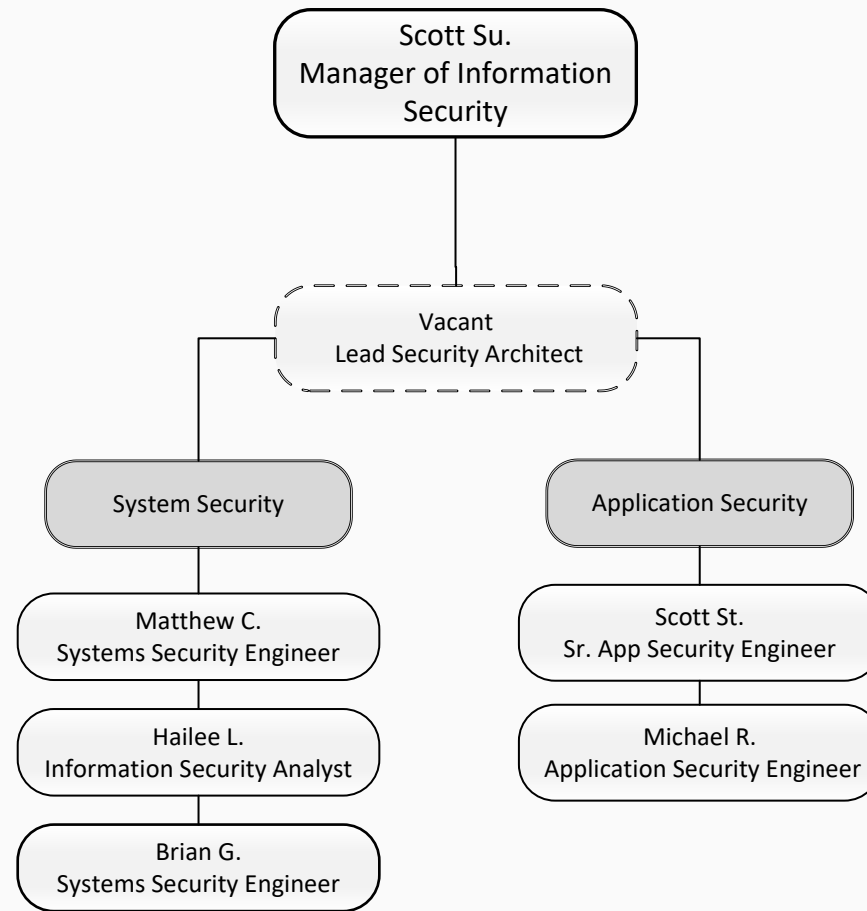 Scott Su.
Manager of Information
Security
Vacant
Lead Security Architect
System Security
Matthew C.
Systems Security Engineer
Hailee L.
Information Security Analyst
Brian G.
Systems Security Engineer
Application Security
Scott St.
Sr. App Security Engineer
Michael R.
Application Security Engineer